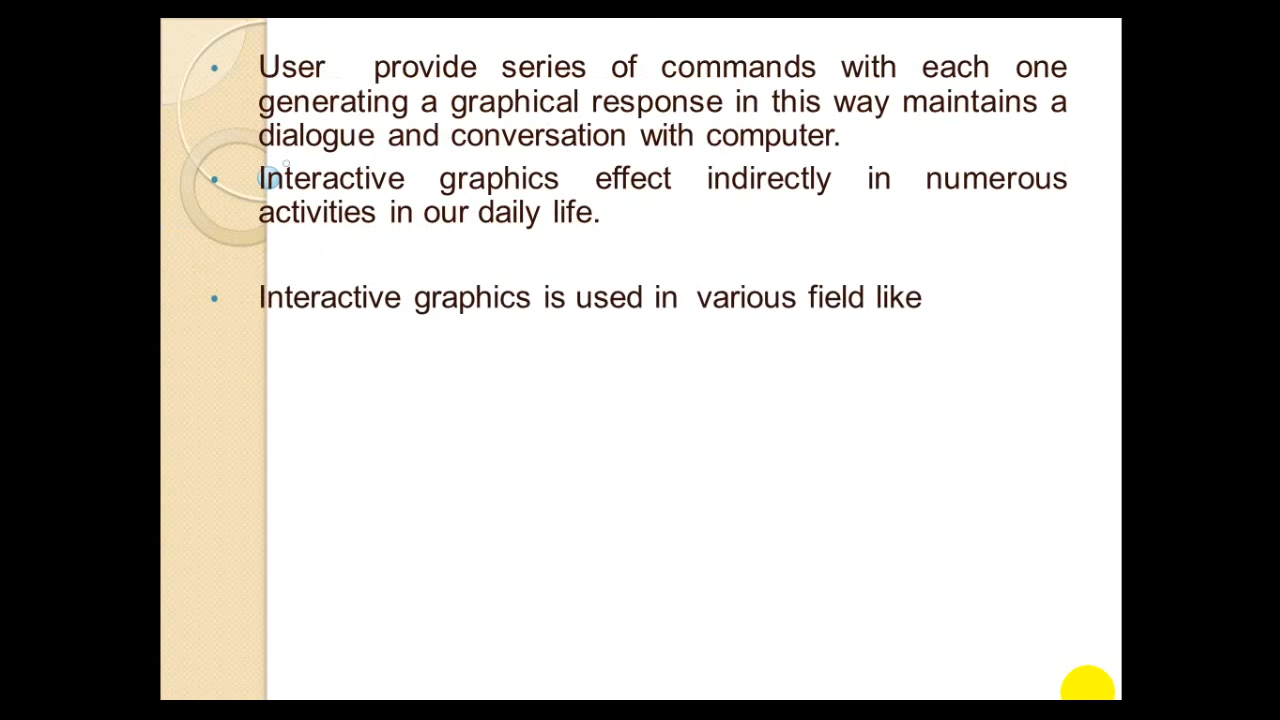 • User provide series of commands with each one
generating a graphical response in this way maintains a
dialogue and conversation with computer.
• Interactive graphics effect indirectly in numerous
activities in our daily life.
• Interactive graphics is used in various field like